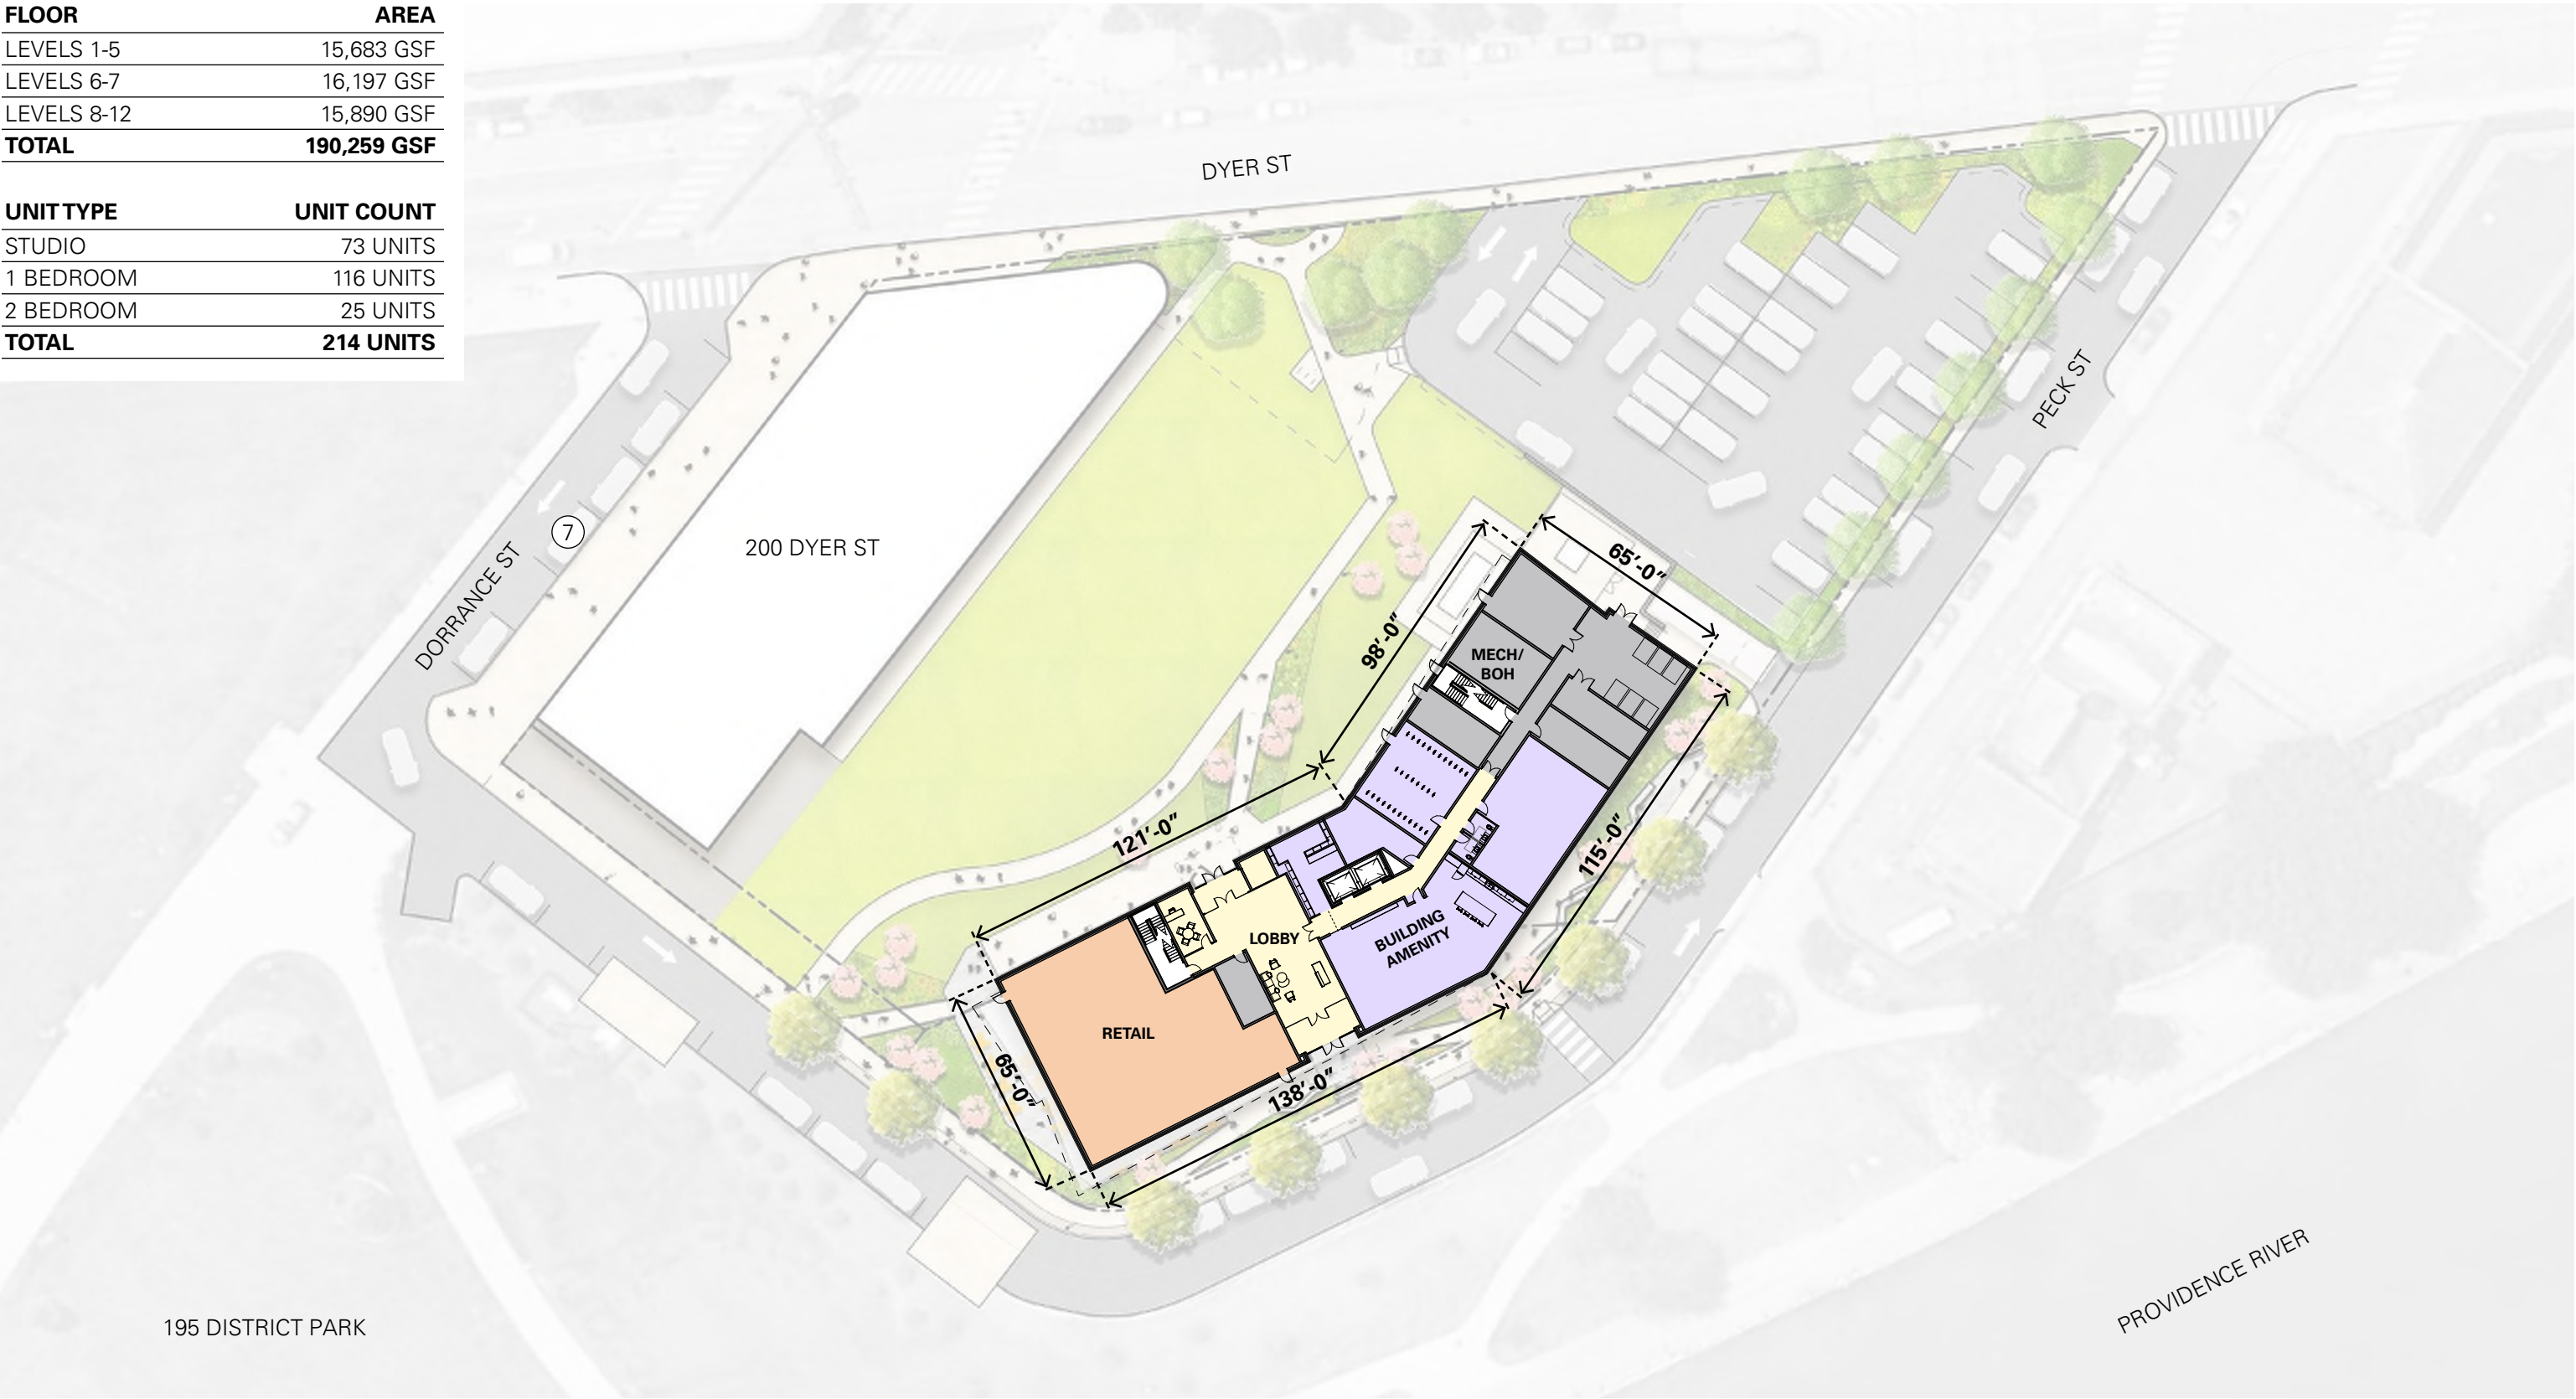 FLOOR AREA
LEVELS 1-5 15,683 GSF
LEVELS 6-7 16,197 GSF
LEVELS 8-12 15,890 GSF
TOTAL 190,259 GSF
UNIT TYPE UNIT COUNT
STUDIO 73 UNITS
1 BEDROOM 116 UNITS
2 BEDROOM 25 UNITS
TOTAL 214 UNITS
DYER ST
PECK ST
7
200 DYER ST
DORRANCE ST
65'-0"
98'-0"
MECH/
BOH
121'-0"
115'-0"
LOBBY
BUILDING
AMENITY
RETAIL
65'-0"
138'-0"
195 DISTRICT PARK
PROVIDENCE RIVER